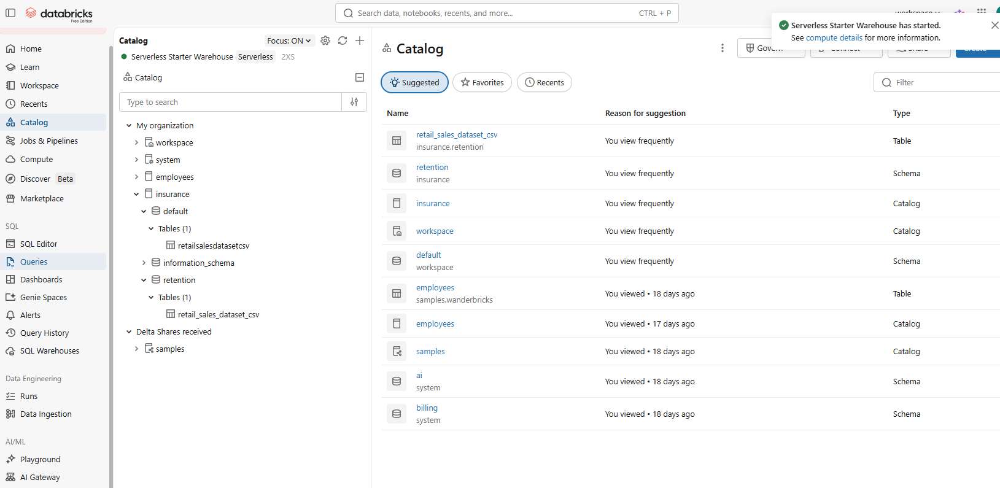 databricks
Free Edition
Search data, notebooks, recents, and more...
CTRL + P
Serverless Starter Warehouse has started.
See compute details for more information.
Home
Learn
Workspace
Recents
Catalog
Jobs & Pipelines
Compute
Discover Beta
Marketplace
SQL
SQL Editor
Queries
Dashboards
Genie Spaces
Alerts
Query History
SQL Warehouses
Data Engineering
Runs
Data Ingestion
AI/ML
Playground
AI Gateway
Catalog
Focus: ON
Serverless Starter Warehouse Serverless 2XS
Catalog
Type to search
My organization
workspace
system
employees
insurance
default
Tables (1)
retailsalesdatasetcsv
information_schema
retention
Tables (1)
retail_sales_dataset_csv
Delta Shares received
samples
Catalog
Suggested
Favorites
Recents
Filter
Name Reason for suggestion Type
retail_sales_dataset_csv
insurance.retention
You view frequently
Table
retention
insurance
You view frequently
Schema
insurance
You view frequently
Catalog
workspace
You view frequently
Catalog
default
workspace
You view frequently
Schema
employees
samples.wanderbricks
You viewed • 18 days ago
Table
employees
You viewed • 17 days ago
Catalog
samples
You viewed • 18 days ago
Catalog
ai
system
You viewed • 18 days ago
Schema
billing
system
You viewed • 18 days ago
Schema